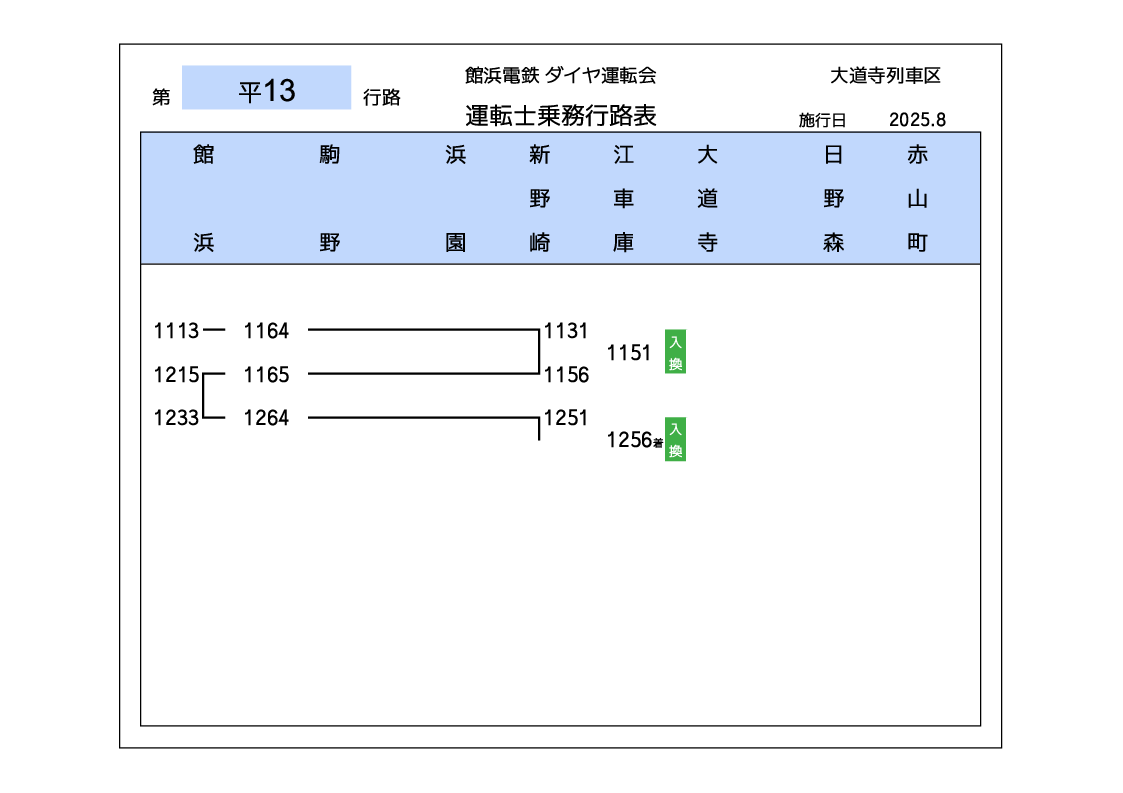 第 平13 行路
館浜電鉄 ダイヤ運転会
運転士乗務行路表
大道寺列車区
施行日 2025.8
館浜 駒野 浜園 新野崎 江車庫 大道寺 日野森 赤山町
1113 1164 1131
1151 入換
1215 1165 1156
1233 1264 1251
1256着 入換